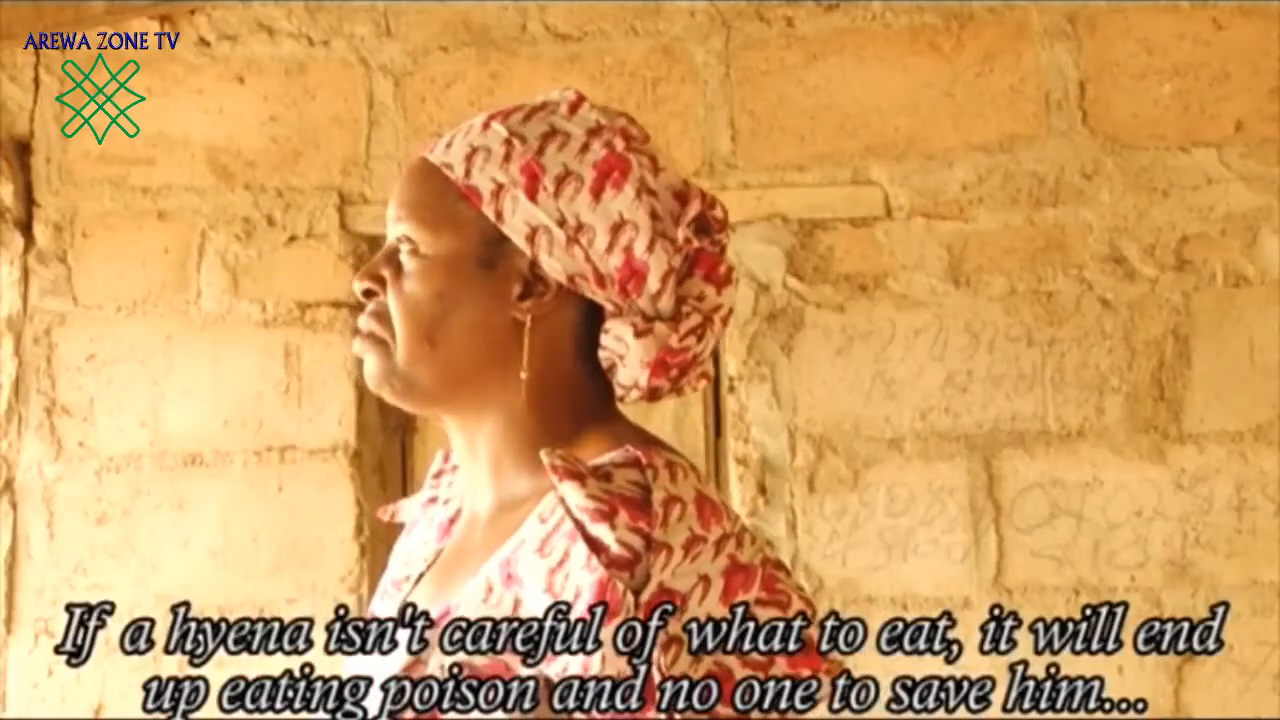 AREWA ZONE TV
If a hyena isn't careful of what to eat, it will end
up eating poison and no one to save him...